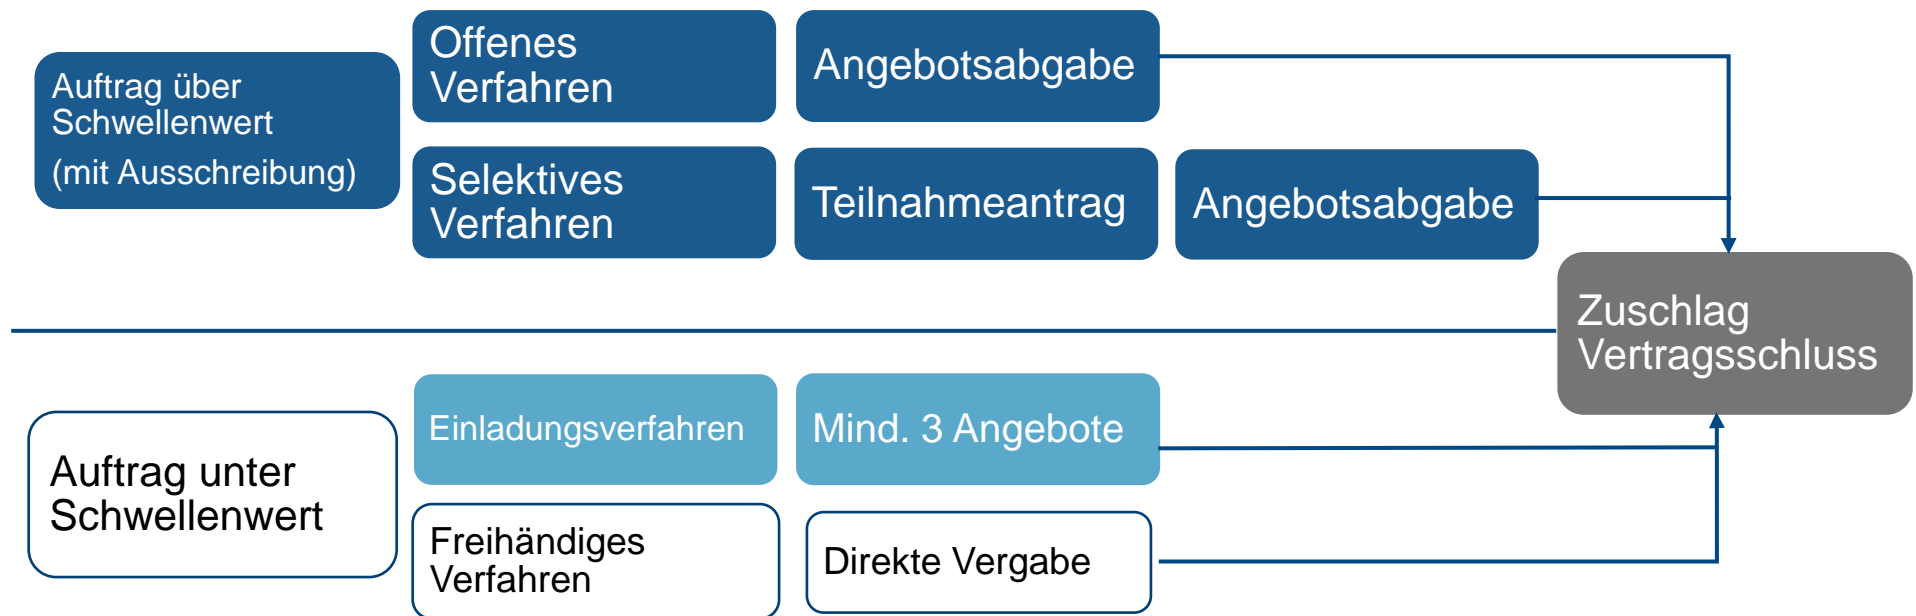 Auftrag über
Schwellenwert
(mit Ausschreibung)
Offenes
Verfahren
Angebotsabgabe
Selektives
Verfahren
Teilnahmeantrag
Angebotsabgabe
Zuschlag
Vertragsschluss
Auftrag unter
Schwellenwert
Einladungsverfahren
Mind. 3 Angebote
Freihändiges
Verfahren
Direkte Vergabe